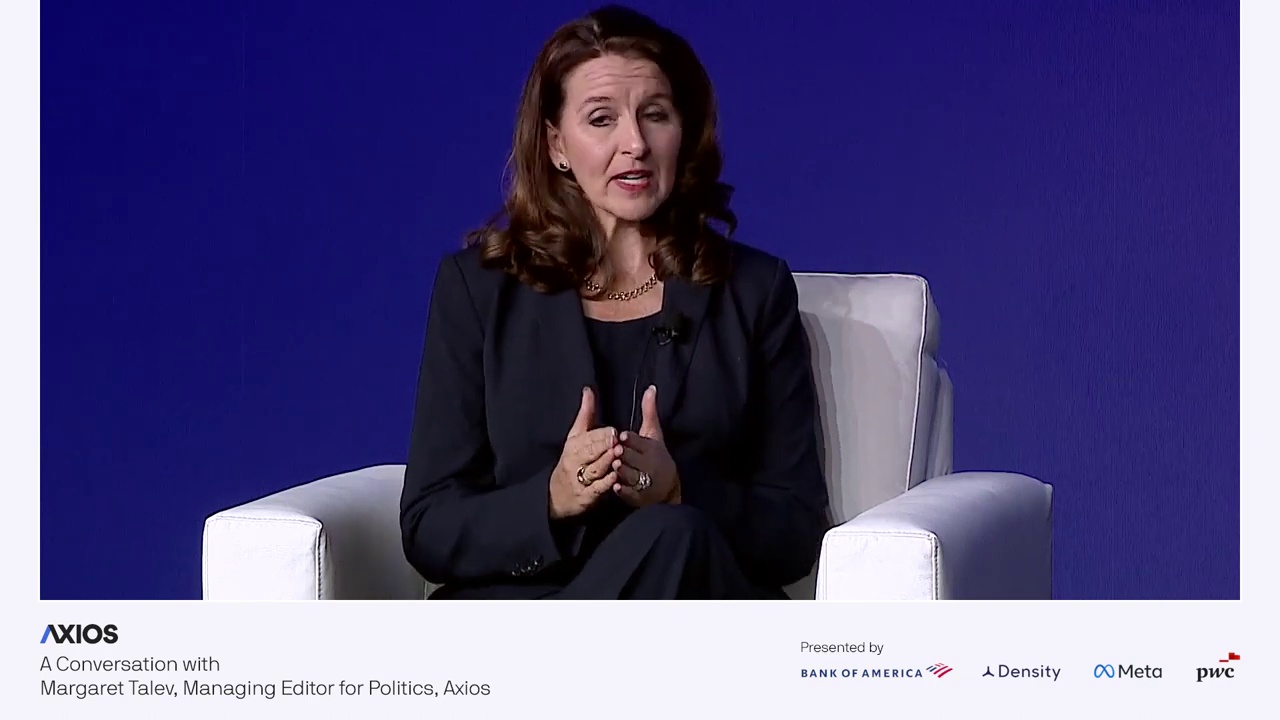 AXIOS
A Conversation with
Margaret Talev, Managing Editor for Politics, Axios
Presented by
BANK OF AMERICA
Density
Meta
pwc